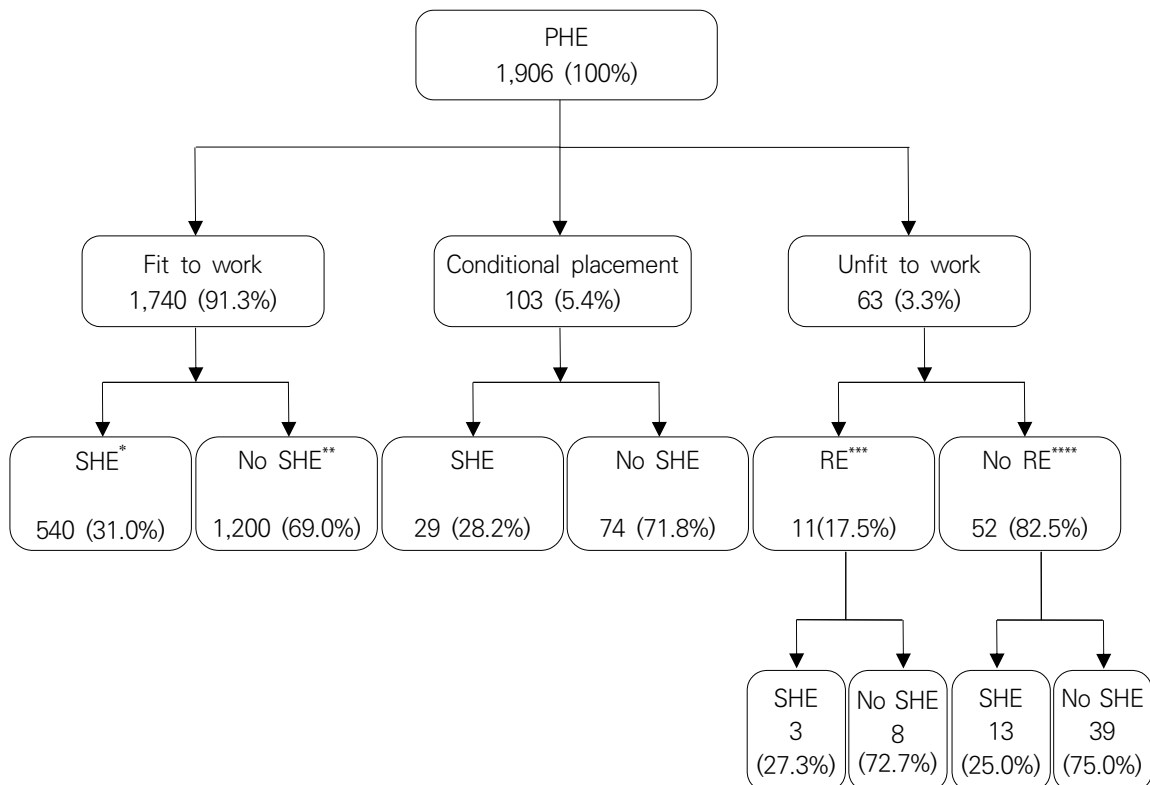 PHE
1,906 (100%)
Fit to work
1,740 (91.3%)
Conditional placement
103 (5.4%)
Unfit to work
63 (3.3%)
SHE*
540 (31.0%)
No SHE**
1,200 (69.0%)
SHE
29 (28.2%)
No SHE
74 (71.8%)
RE***
11(17.5%)
No RE****
52 (82.5%)
SHE
3
(27.3%)
No SHE
8
(72.7%)
SHE
13
(25.0%)
No SHE
39
(75.0%)